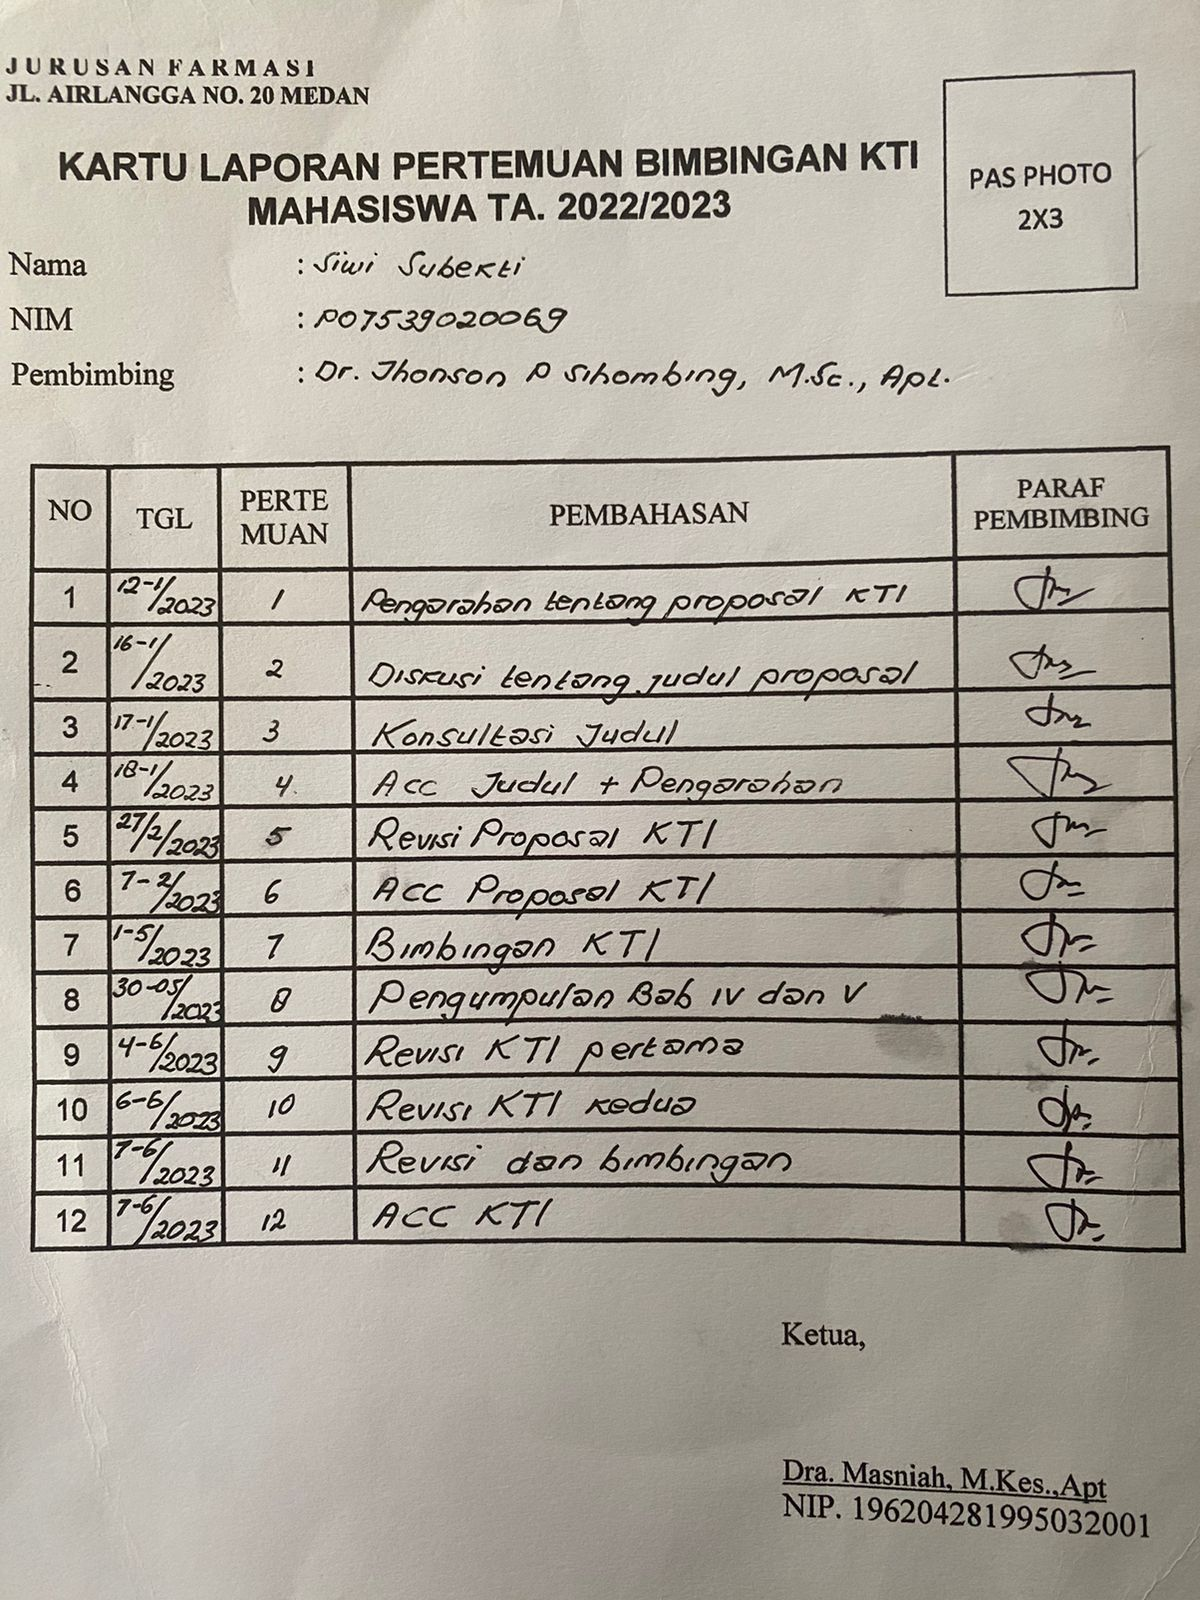 JURUSAN FARMASI
JL. AIRLANGGA NO. 20 MEDAN
KARTU LAPORAN PERTEMUAN BIMBINGAN KTI
MAHASISWA TA. 2022/2023
PAS PHOTO
2X3
Nama : Siwi Subekti
NIM : P07539020069
Pembimbing : Dr. Jhonson P Sihombing, M.Sc., Apt.
NO TGL PERTE MUAN PEMBAHASAN PARAF PEMBIMBING
1 12-1/2023 1 Pengarahan tentang proposal KTI
2 16-1/2023 2 Diskusi tentang judul proposal
3 17-1/2023 3 Konsultasi Judul
4 18-1/2023 4. Acc Judul + Pengarahan
5 27/2/2023 5 Revisi Proposal KTI
6 7-2/2023 6 Acc Proposal KTI
7 1-5/2023 7 Bimbingan KTI
8 30-05/2023 8 Pengumpulan Bab IV dan V
9 4-6/2023 9 Revisi KTI pertama
10 6-6/2023 10 Revisi KTI kedua
11 7-6/2023 11 Revisi dan bimbingan
12 7-6/2023 12 ACC KTI
Ketua,
Dra. Masniah, M.Kes.,Apt
NIP. 196204281995032001